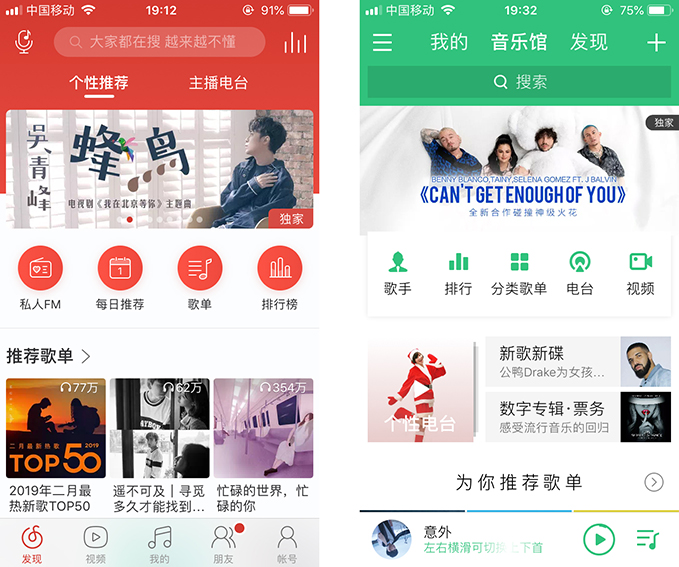 中国移动
19:12
91%
大家都在搜 越来越不懂
个性推荐
主播电台
吴青峰
蜂鸟
电视剧《我在北京等你》主题曲
独家
1
私人FM
每日推荐
歌单
排行榜
推荐歌单
77万
二月最新热歌
2019
TOP50
62万
354万
2019年二月最
热新歌TOP50
遥不可及丨寻觅
多久才能找到…
忙碌的世界，忙
碌的你
发现
视频
我的
朋友
帐号
中国移动
19:32
75%
我的
音乐馆
发现
搜索
独家
BENNY BLANCO,TAINY,SELENA GOMEZ FT. J BALVIN
《CAN'T GET ENOUGH OF YOU》
全新合作碰撞神级火花
歌手
排行
分类歌单
电台
视频
个性电台
新歌新碟
公鸭Drake为女孩…
数字专辑·票务
感受流行音乐的回归
为你推荐歌单
意外
左右横滑可切换上下首